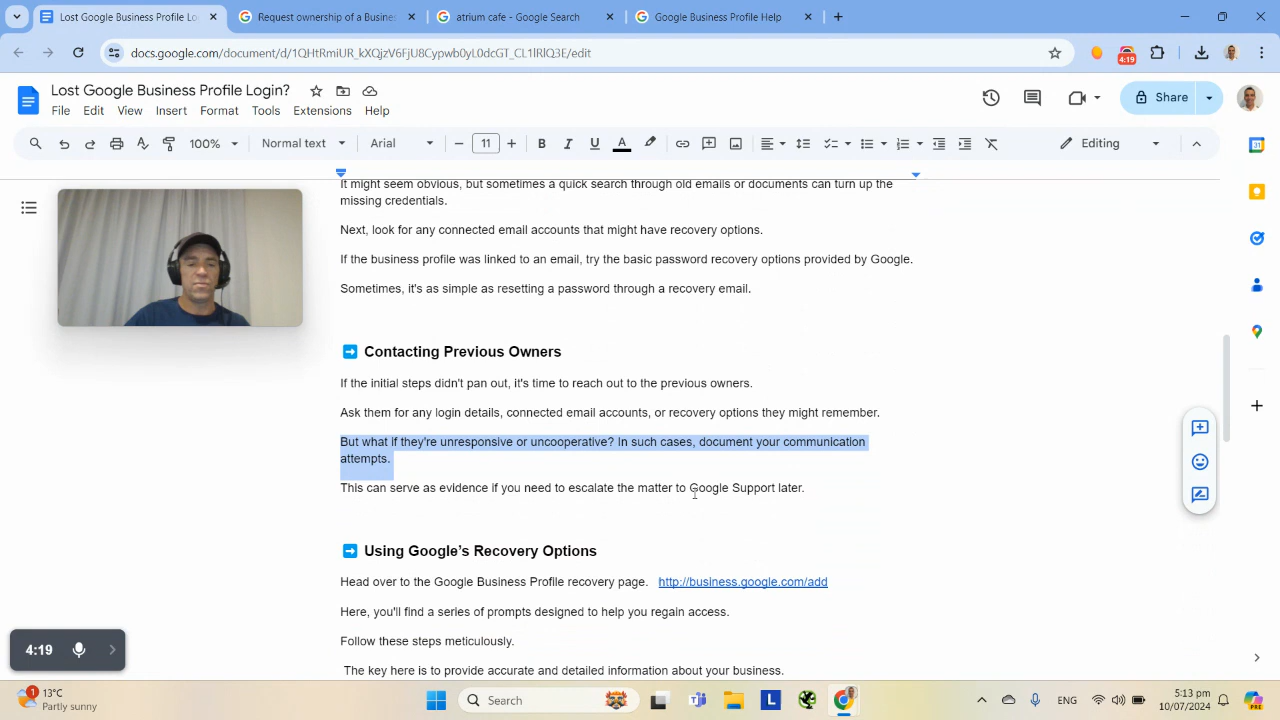 Lost Google Business Profile Lo
Request ownership of a Busine
atrium cafe - Google Search
Google Business Profile Help
docs.google.com/document/d/1QHtRmiUR_kXQjzV6FjU8Cypwb0yL0dcGT_CL1lRlQ3E/edit
4:19
Lost Google Business Profile Login?
File Edit View Insert Format Tools Extensions Help
Share
100% Normal text Arial 11 B I U A Editing
It might seem obvious, but sometimes a quick search through old emails or documents can turn up the
missing credentials.
Next, look for any connected email accounts that might have recovery options.
If the business profile was linked to an email, try the basic password recovery options provided by Google.
Sometimes, it's as simple as resetting a password through a recovery email.
Contacting Previous Owners
If the initial steps didn't pan out, it's time to reach out to the previous owners.
Ask them for any login details, connected email accounts, or recovery options they might remember.
But what if they're unresponsive or uncooperative? In such cases, document your communication
attempts.
This can serve as evidence if you need to escalate the matter to Google Support later.
Using Google's Recovery Options
Head over to the Google Business Profile recovery page. http://business.google.com/add
Here, you'll find a series of prompts designed to help you regain access.
Follow these steps meticulously.
The key here is to provide accurate and detailed information about your business.
4:19
31
1
13°C
Partly sunny
Search
L
ENG
5:13 pm
10/07/2024
PRE